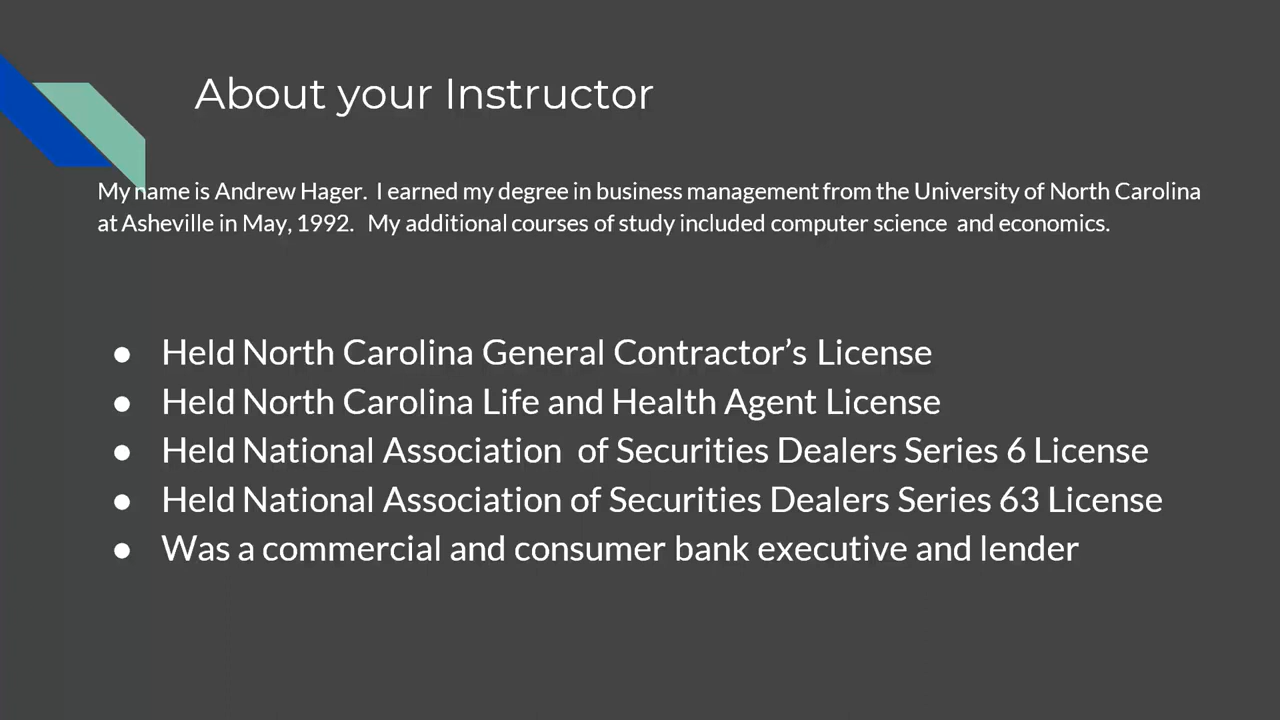 About your Instructor
My name is Andrew Hager.  I earned my degree in business management from the University of North Carolina
at Asheville in May, 1992.   My additional courses of study included computer science  and economics.
● Held North Carolina General Contractor’s License
● Held North Carolina Life and Health Agent License
● Held National Association  of Securities Dealers Series 6 License
● Held National Association of Securities Dealers Series 63 License
● Was a commercial and consumer bank executive and lender